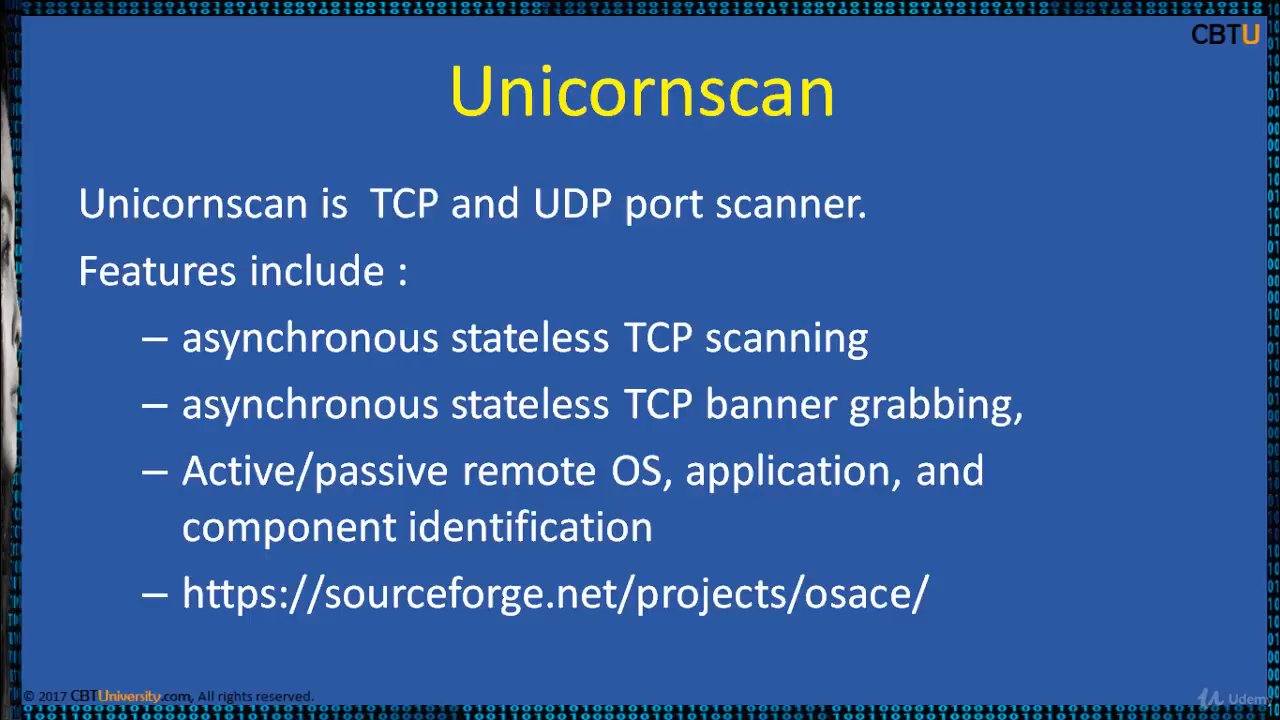 CBTU
Unicornscan
Unicornscan is  TCP and UDP port scanner.
Features include :
– asynchronous stateless TCP scanning
– asynchronous stateless TCP banner grabbing,
– Active/passive remote OS, application, and
component identification
– https://sourceforge.net/projects/osace/
© 2017 CBTUniversity.com, All rights reserved.
Udemy